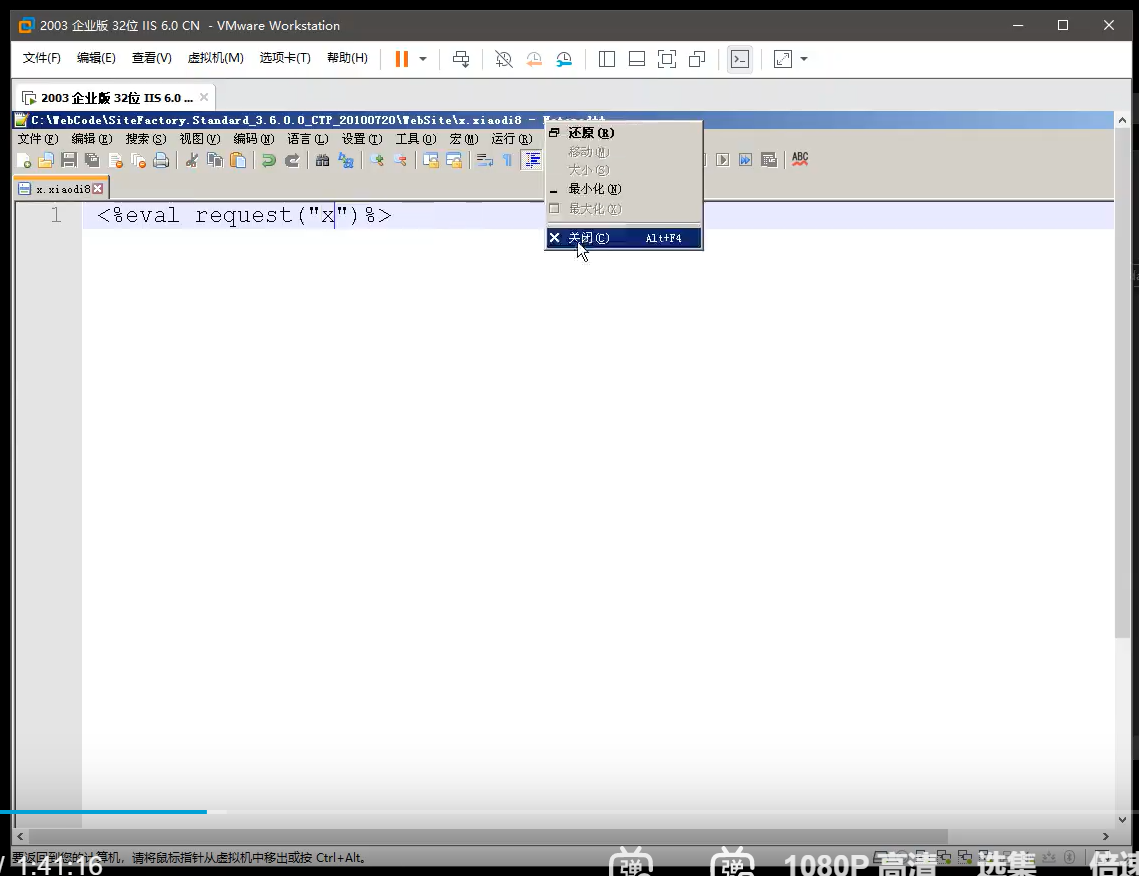 2003 企业版 32位 IIS 6.0 CN - VMware Workstation
文件(F) 编辑(E) 查看(V) 虚拟机(M) 选项卡(T) 帮助(H)
2003 企业版 32位 IIS 6.0 ...
C:\WebCode\SiteFactory.Standard_3.6.0.0_CTP_20100720\WebSite\x.xiaodi8 -
文件(F) 编辑(E) 搜索(S) 视图(V) 编码(N) 语言(L) 设置(T) 工具(O) 宏(M) 运行(R)
还原(R)
移动(M)
大小(S)
最小化(N)
最大化(X)
关闭(C) Alt+F4
ABC
x.xiaodi8
1 <%eval request("x")%>
要返回到您的计算机，请将鼠标指针从虚拟机中移出或按 Ctrl+Alt。
/ 1:41:16 弹 弹 1080P 高清 选集 倍速